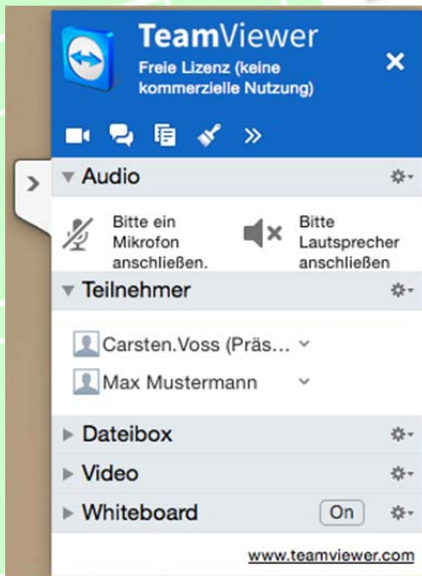 TeamViewer
Freie Lizenz (keine
kommerzielle Nutzung)
Audio
Bitte ein
Mikrofon
anschließen.
Bitte
Lautsprecher
anschließen
Teilnehmer
Carsten.Voss (Präs...
Max Mustermann
Dateibox
Video
Whiteboard On
www.teamviewer.com